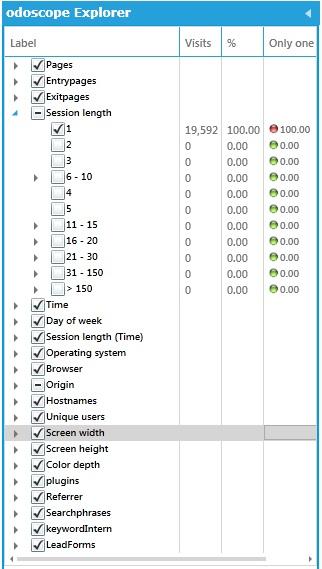 odoscope Explorer
Label Visits % Only one
Pages
Entrypages
Exitpages
Session length
1 19,592 100.00 100.00
2 0 0.00 0.00
3 0 0.00 0.00
6 - 10 0 0.00 0.00
4 0 0.00 0.00
5 0 0.00 0.00
11 - 15 0 0.00 0.00
16 - 20 0 0.00 0.00
21 - 30 0 0.00 0.00
31 - 150 0 0.00 0.00
> 150 0 0.00 0.00
Time
Day of week
Session length (Time)
Operating system
Browser
Origin
Hostnames
Unique users
Screen width
Screen height
Color depth
plugins
Referrer
Searchphrases
keywordIntern
LeadForms